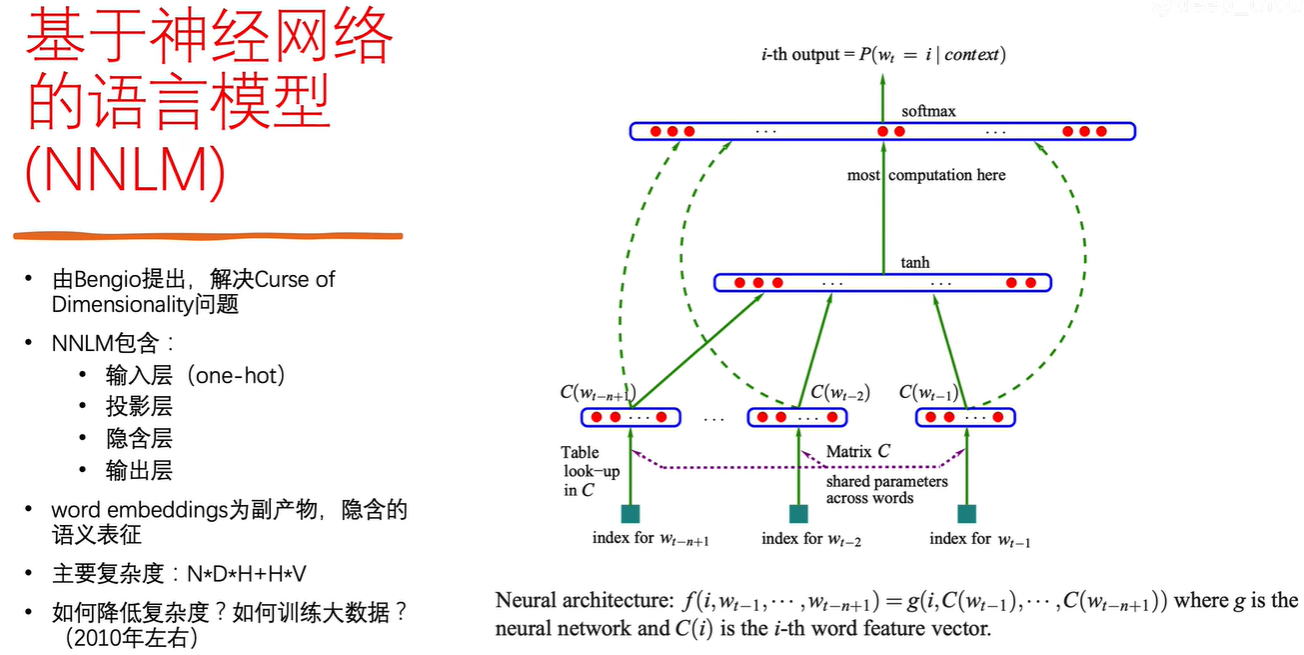 基于神经网络
的语言模型
(NNLM)
• 由Bengio提出，解决Curse of
Dimensionality问题
• NNLM包含：
• 输入层（one-hot）
• 投影层
• 隐含层
• 输出层
• word embeddings为副产物，隐含的
语义表征
• 主要复杂度：N*D*H+H*V
• 如何降低复杂度？如何训练大数据？
（2010年左右）
i-th output = P(w_t = i | context)
softmax
...
...
most computation here
tanh
...
...
C(w_{t−n+1})
C(w_{t−2})
C(w_{t−1})
...
...
...
...
Table
look−up
in C
Matrix C
shared parameters
across words
index for w_{t−n+1}
index for w_{t−2}
index for w_{t−1}
Neural architecture: f(i,w_{t−1},⋯,w_{t−n+1}) = g(i,C(w_{t−1}),⋯,C(w_{t−n+1})) where g is the
neural network and C(i) is the i-th word feature vector.